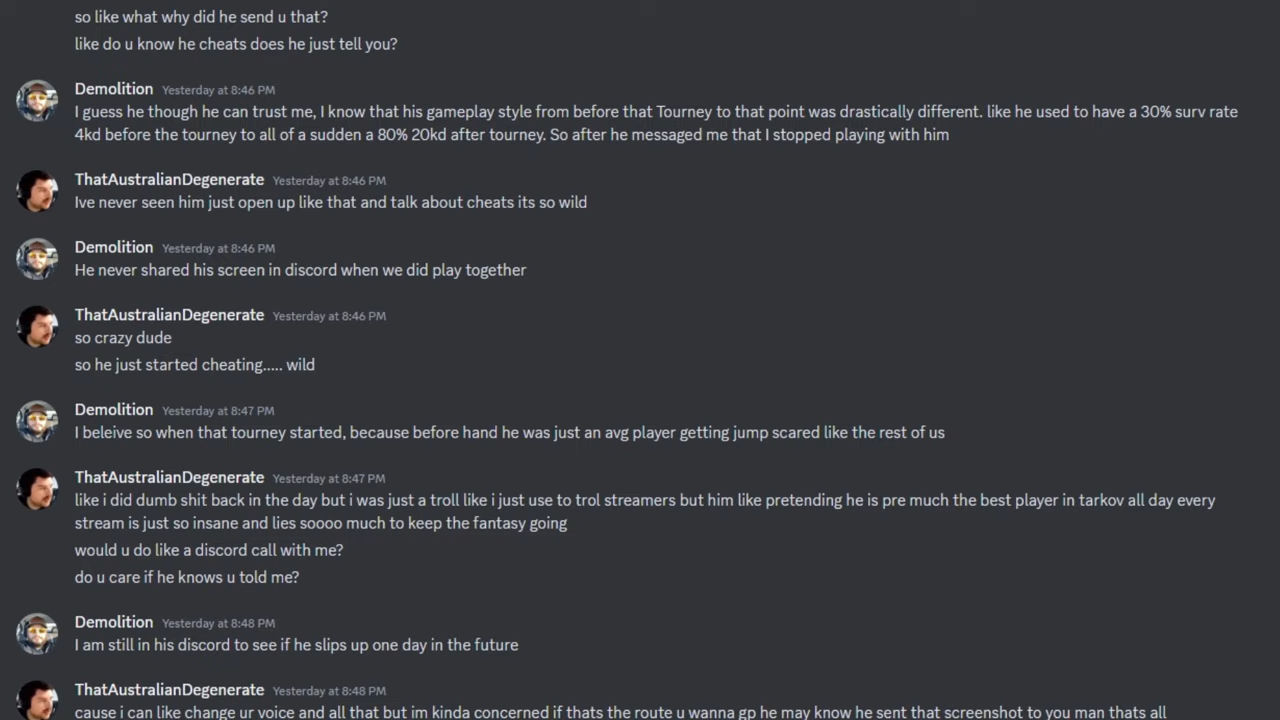 so like what why did he send u that?
like do u know he cheats does he just tell you?
Demolition Yesterday at 8:46 PM
I guess he though he can trust me, I know that his gameplay style from before that Tourney to that point was drastically different. like he used to have a 30% surv rate
4kd before the tourney to all of a sudden a 80% 20kd after tourney. So after he messaged me that I stopped playing with him
ThatAustralianDegenerate Yesterday at 8:46 PM
Ive never seen him just open up like that and talk about cheats its so wild
Demolition Yesterday at 8:46 PM
He never shared his screen in discord when we did play together
ThatAustralianDegenerate Yesterday at 8:46 PM
so crazy dude
so he just started cheating..... wild
Demolition Yesterday at 8:47 PM
I beleive so when that tourney started, because before hand he was just an avg player getting jump scared like the rest of us
ThatAustralianDegenerate Yesterday at 8:47 PM
like i did dumb shit back in the day but i was just a troll like i just use to trol streamers but him like pretending he is pre much the best player in tarkov all day every
stream is just so insane and lies soooo much to keep the fantasy going
would u do like a discord call with me?
do u care if he knows u told me?
Demolition Yesterday at 8:48 PM
I am still in his discord to see if he slips up one day in the future
ThatAustralianDegenerate Yesterday at 8:48 PM
cause i can like change ur voice and all that but im kinda concerned if thats the route u wanna gp he may know he sent that screenshot to you man thats all